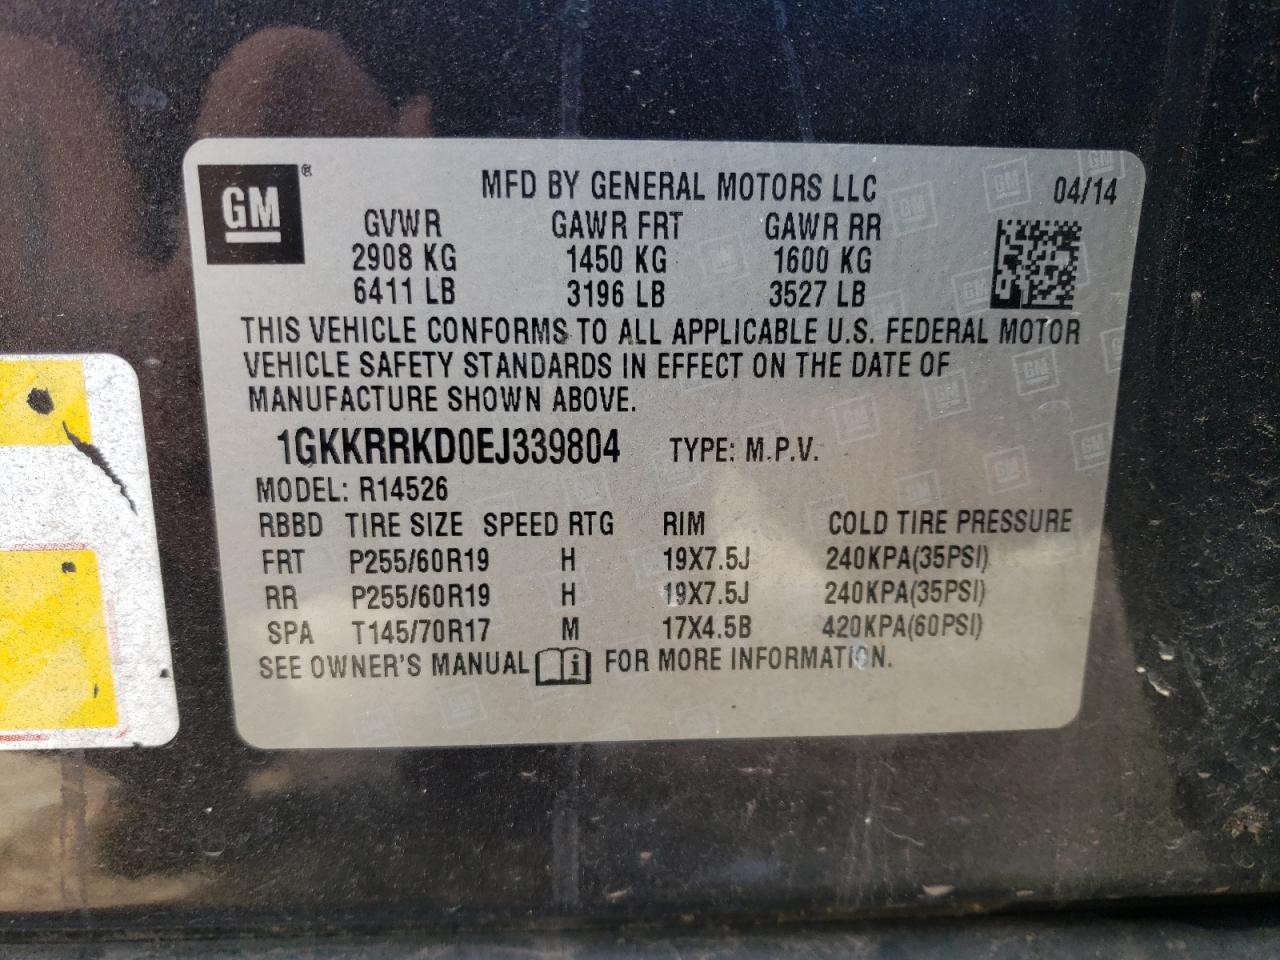 GM ®
MFD BY GENERAL MOTORS LLC 04/14
GVWR GAWR FRT GAWR RR
2908 KG 1450 KG 1600 KG
6411 LB 3196 LB 3527 LB
THIS VEHICLE CONFORMS TO ALL APPLICABLE U.S. FEDERAL MOTOR
VEHICLE SAFETY STANDARDS IN EFFECT ON THE DATE OF
MANUFACTURE SHOWN ABOVE.
1GKKRRKD0EJ339804 TYPE: M.P.V.
MODEL: R14526
RBBD TIRE SIZE SPEED RTG RIM COLD TIRE PRESSURE
FRT P255/60R19 H 19X7.5J 240KPA(35PSI)
RR P255/60R19 H 19X7.5J 240KPA(35PSI)
SPA T145/70R17 M 17X4.5B 420KPA(60PSI)
SEE OWNER'S MANUAL i FOR MORE INFORMATION.